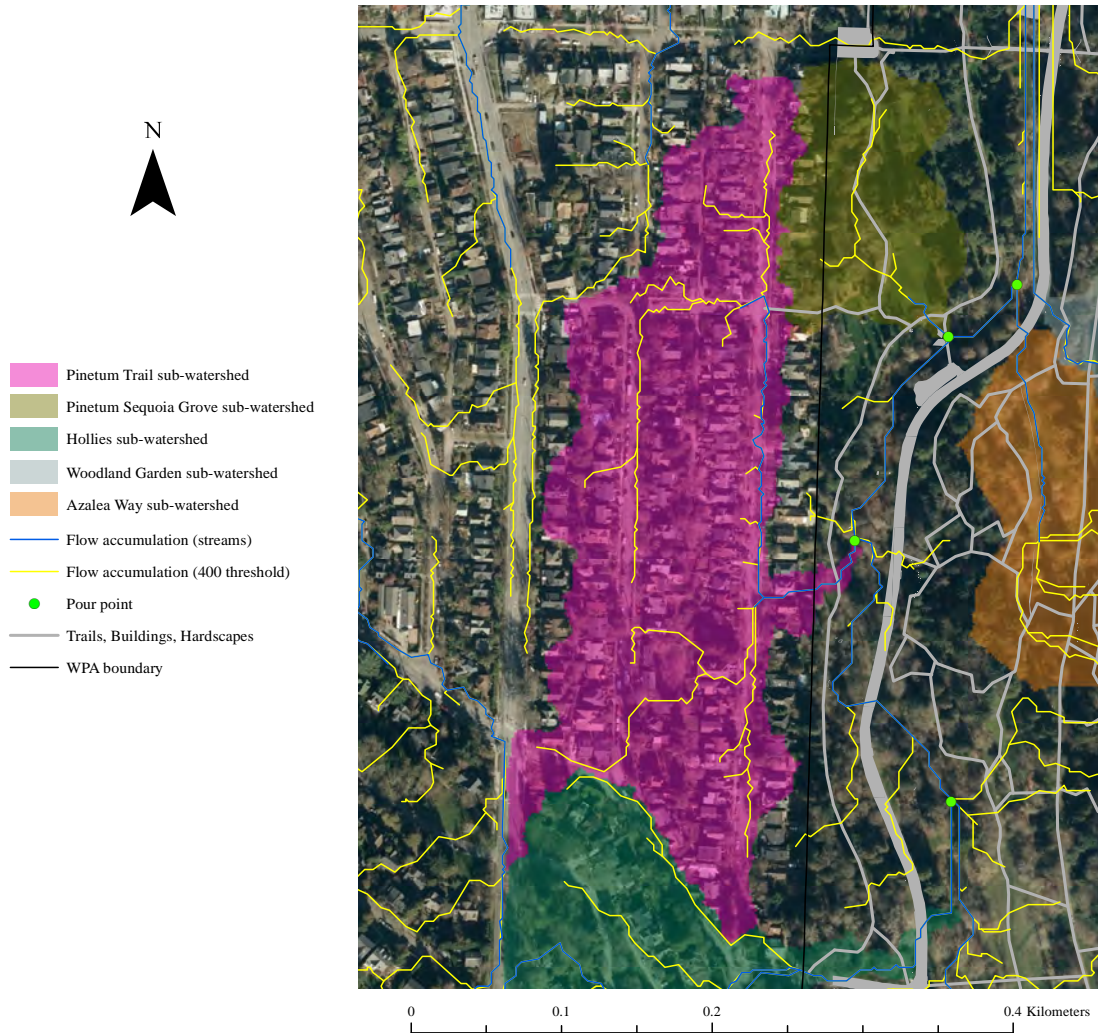 N
Pinetum Trail sub-watershed
Pinetum Sequoia Grove sub-watershed
Hollies sub-watershed
Woodland Garden sub-watershed
Azalea Way sub-watershed
Flow accumulation (streams)
Flow accumulation (400 threshold)
Pour point
Trails, Buildings, Hardscapes
WPA boundary
0 0.1 0.2 0.4 Kilometers